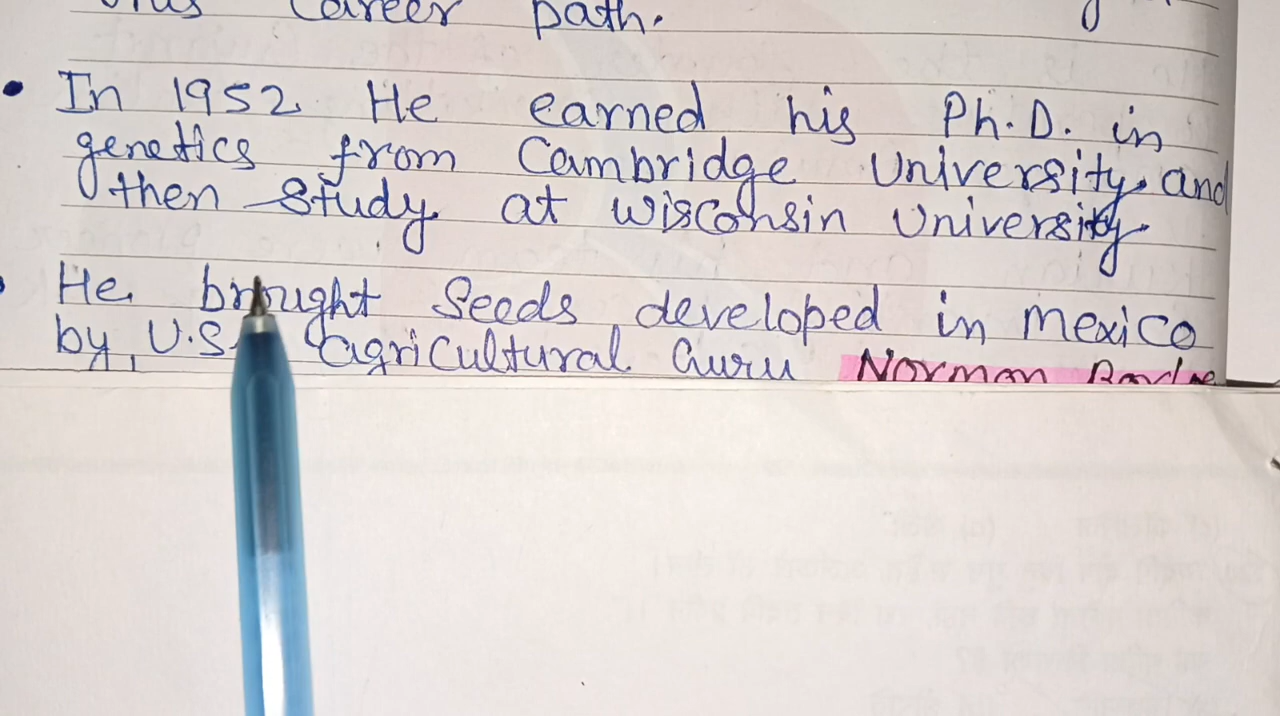 career path.
• In 1952 He earned his Ph.D. in
genetics from Cambridge University, and
then study at Wisconsin University
• He brought Seeds developed in Mexico
by U.S. agricultural Guru Norman